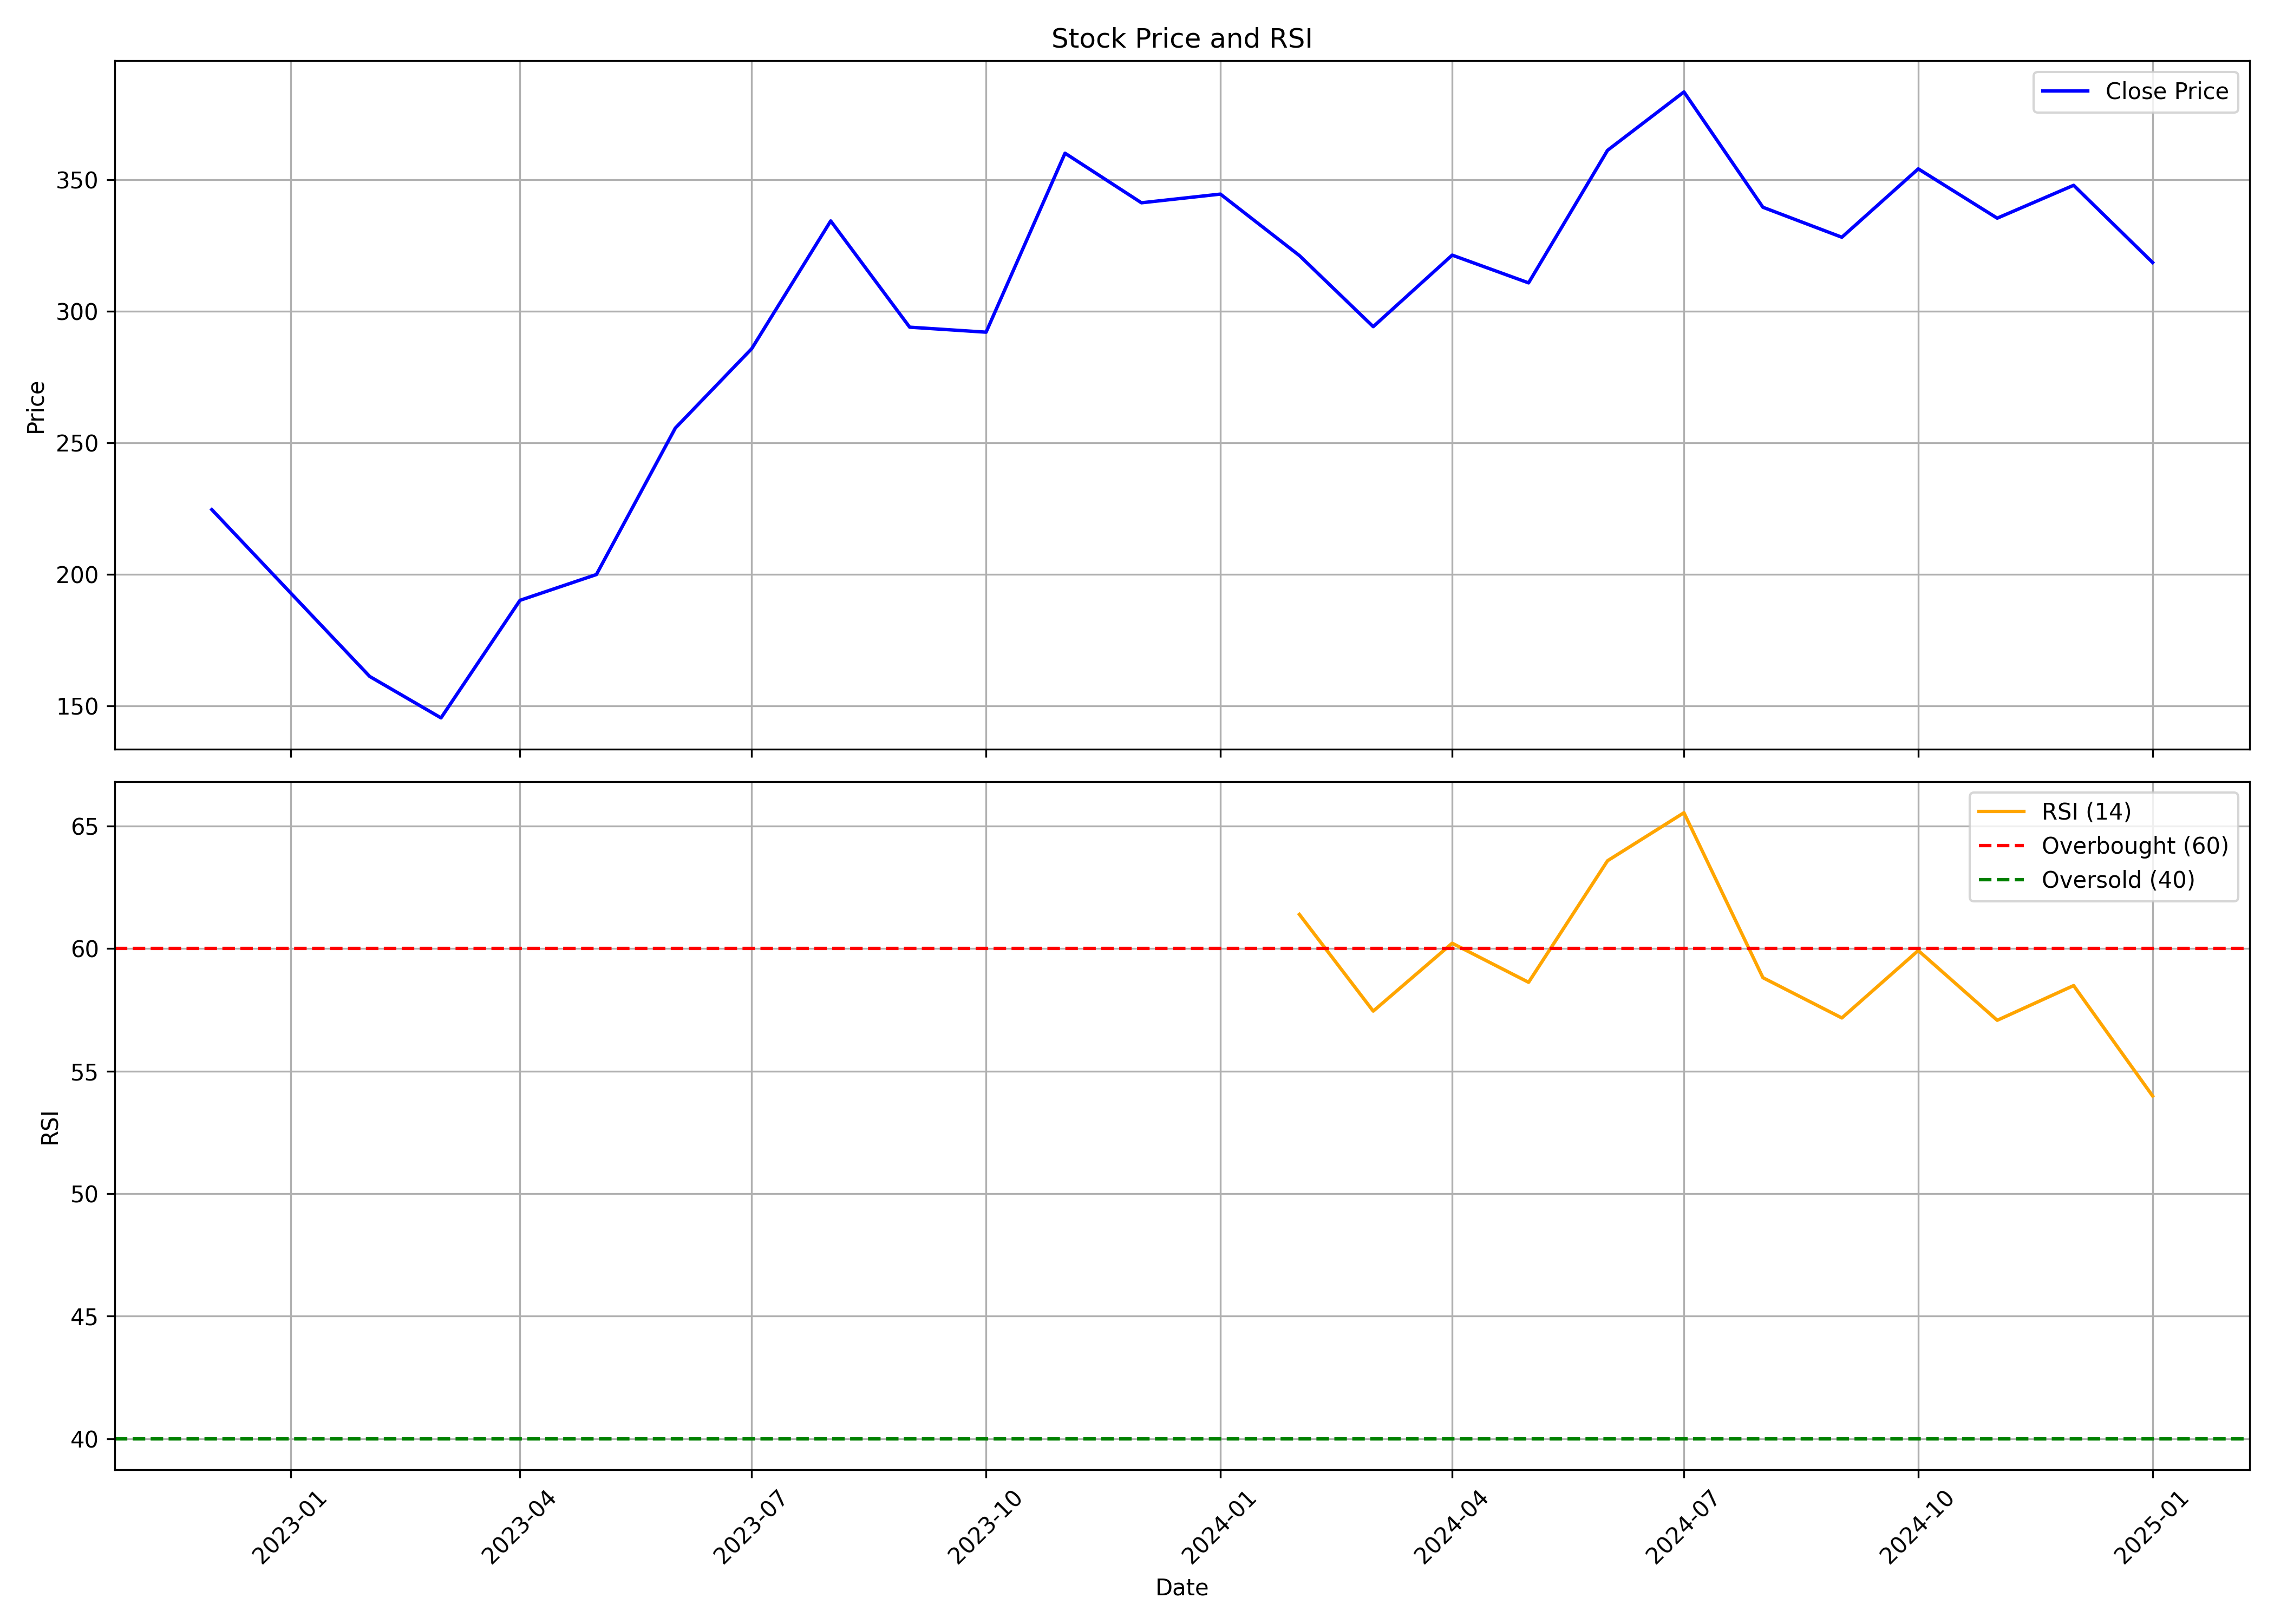 Stock Price and RSI
Close Price
350
300
250
200
150
Price
RSI (14)
Overbought (60)
Oversold (40)
65
60
55
50
45
40
RSI
2023-01
2023-04
2023-07
2023-10
2024-01
2024-04
2024-07
2024-10
2025-01
Date